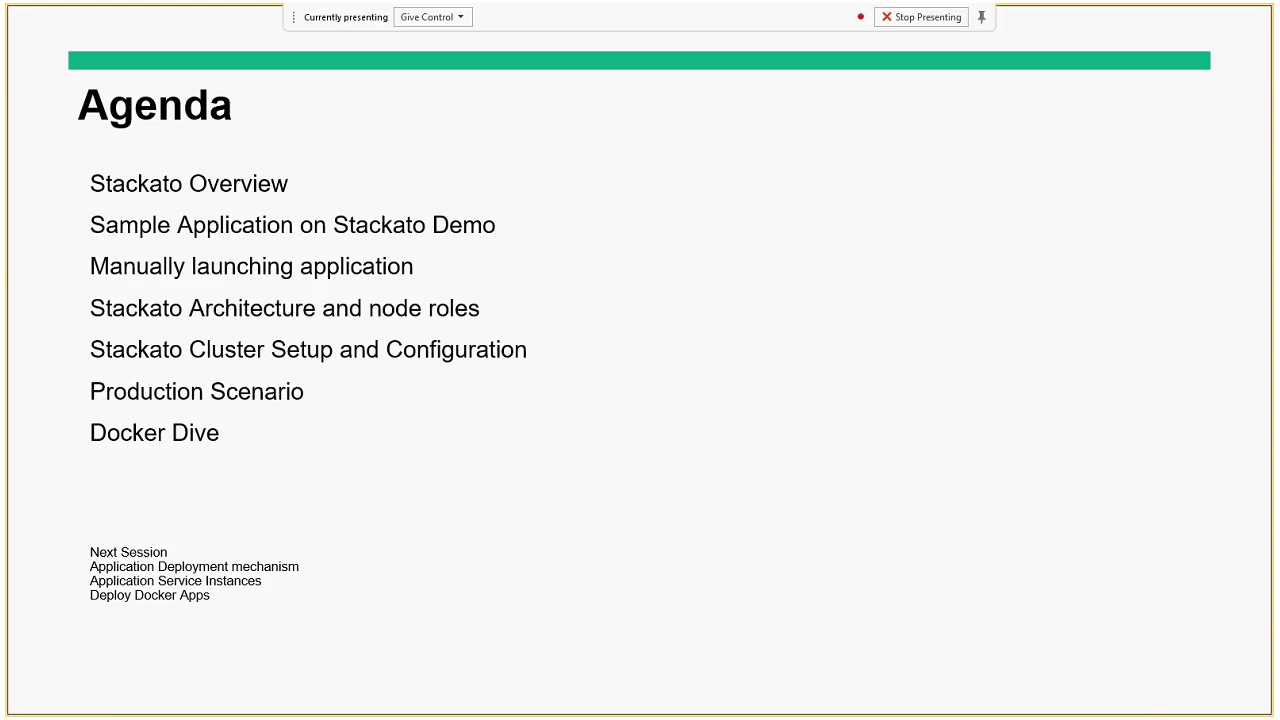 Currently presenting Give Control Stop Presenting
Agenda
Stackato Overview
Sample Application on Stackato Demo
Manually launching application
Stackato Architecture and node roles
Stackato Cluster Setup and Configuration
Production Scenario
Docker Dive
Next Session
Application Deployment mechanism
Application Service Instances
Deploy Docker Apps